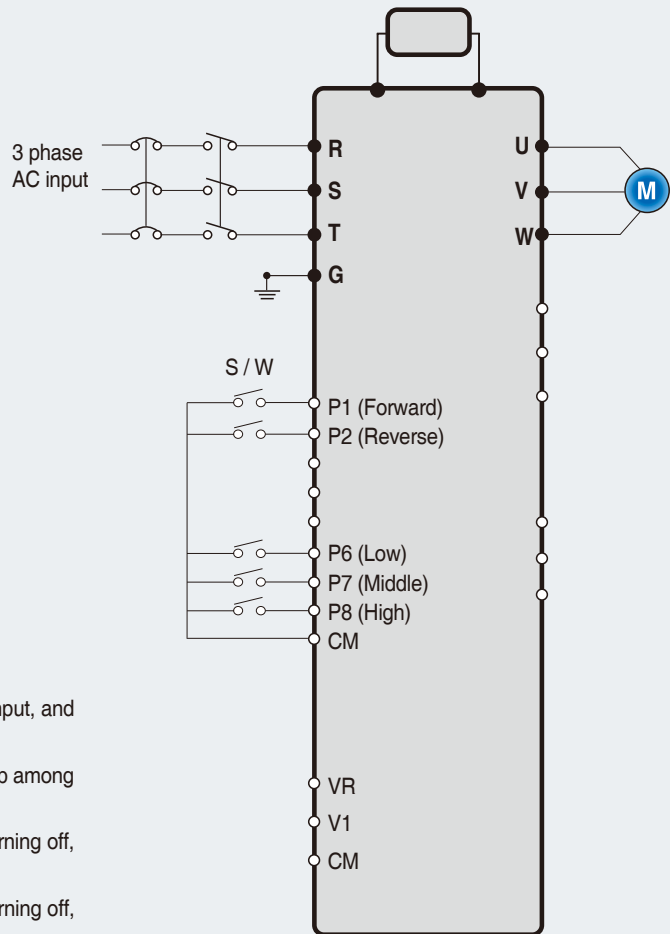 3 phase
AC input
R
S
T
G
U
V
W
M
S / W
P1 (Forward)
P2 (Reverse)
P6 (Low)
P7 (Middle)
P8 (High)
CM
nput, and
among
rning off,
rning off,
VR
V1
CM